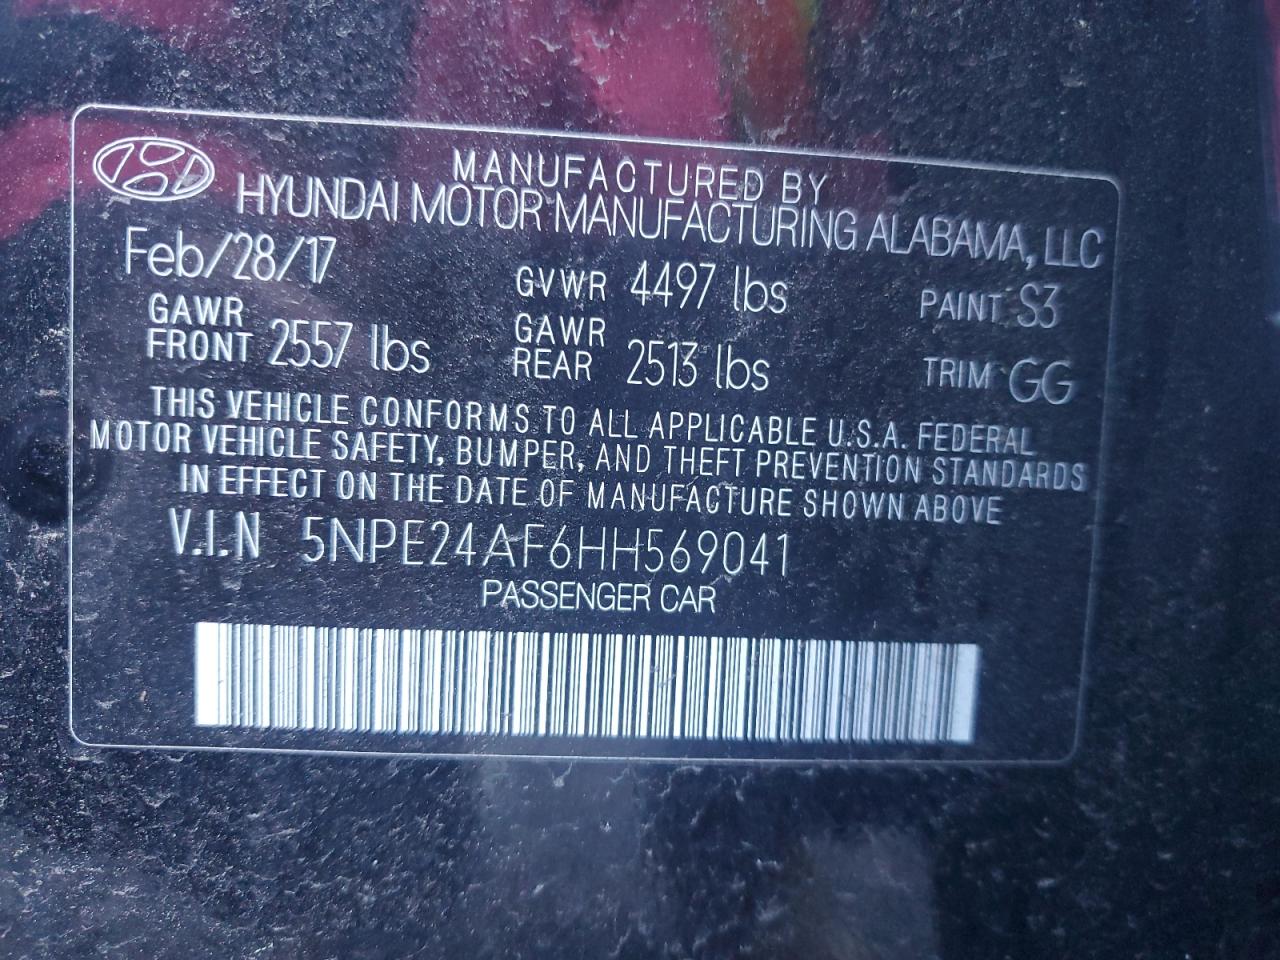 MANUFACTURED BY
HYUNDAI MOTOR MANUFACTURING ALABAMA, LLC
Feb/28/17 GVWR 4497 lbs PAINT S3
GAWR FRONT 2557 lbs GAWR REAR 2513 lbs TRIM GG
THIS VEHICLE CONFORMS TO ALL APPLICABLE U.S.A. FEDERAL
MOTOR VEHICLE SAFETY, BUMPER, AND THEFT PREVENTION STANDARDS
IN EFFECT ON THE DATE OF MANUFACTURE SHOWN ABOVE
V.I.N 5NPE24AF6HH569041
PASSENGER CAR